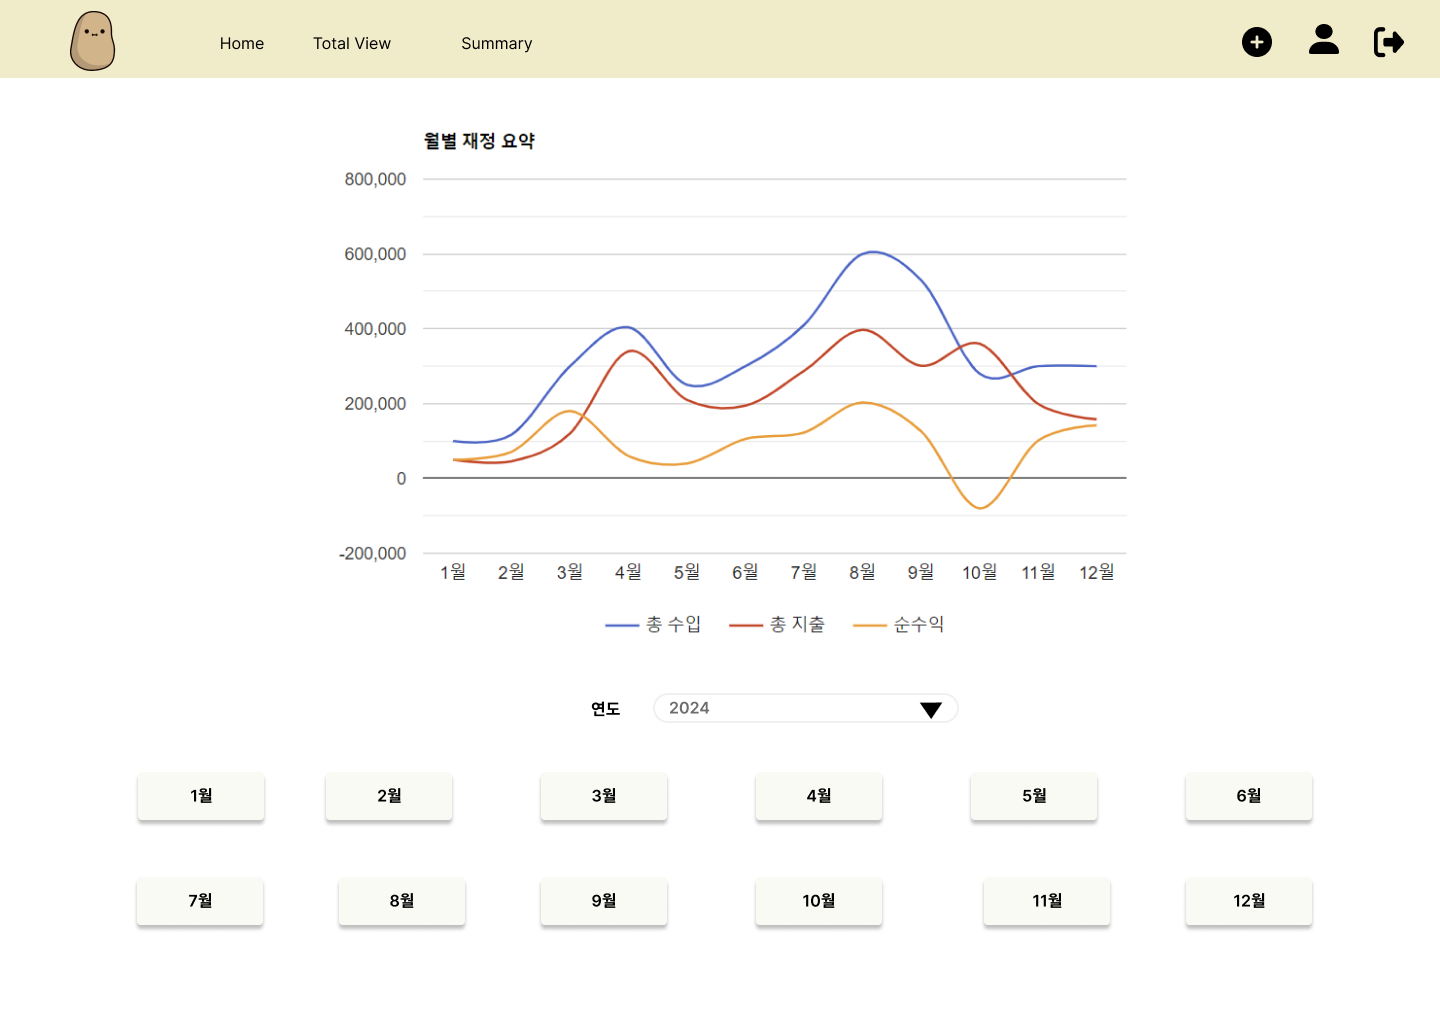 Home Total View Summary
월별 재정 요약
800,000
600,000
400,000
200,000
0
-200,000
1월 2월 3월 4월 5월 6월 7월 8월 9월 10월 11월 12월
총 수입 총 지출 순수익
연도 2024
1월 2월 3월 4월 5월 6월
7월 8월 9월 10월 11월 12월